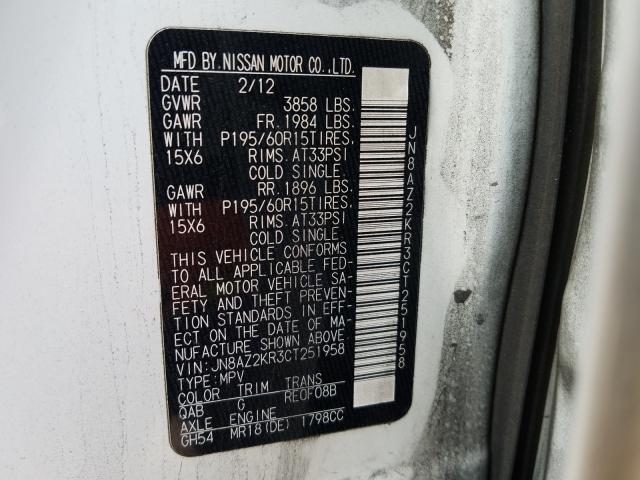 MFD BY NISSAN MOTOR CO.,LTD.
DATE 2/12
GVWR 3858 LBS.
GAWR FR. 1984 LBS.
WITH P195/60R15TIRES.
15X6 RIMS. AT33PSI
COLD SINGLE.
GAWR RR. 1896 LBS.
WITH P195/60R15TIRES.
15X6 RIMS. AT33PSI
COLD SINGLE.
THIS VEHICLE CONFORMS
TO ALL APPLICABLE FED-
ERAL MOTOR VEHICLE SA-
FETY AND THEFT PREVEN-
TION STANDARDS IN EFF-
ECT ON THE DATE OF MA-
NUFACTURE SHOWN ABOVE.
VIN: JN8AZ2KR3CT251958
TYPE: MPV
COLOR TRIM TRANS
QAB G RE0F08B
AXLE ENGINE
GH54 MR18(DE) 1798CC
JN8AZ2KR3CT251958